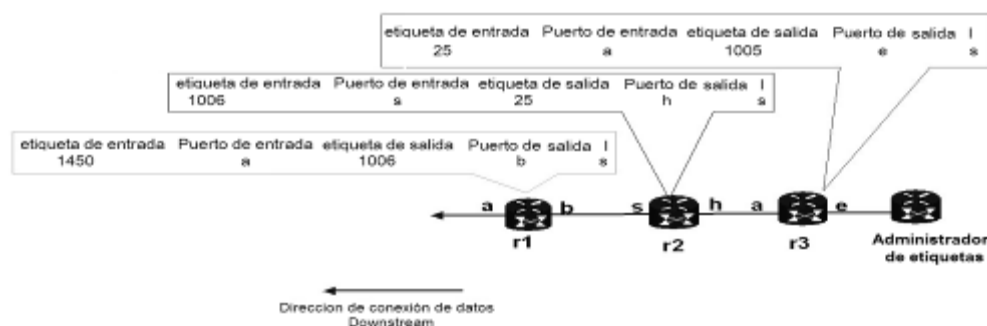 etiqueta de entrada Puerto de entrada etiqueta de salida Puerto de salida I
25 a 1005 e s
etiqueta de entrada Puerto de entrada etiqueta de salida Puerto de salida I
1006 s 25 h s
etiqueta de entrada Puerto de entrada etiqueta de salida Puerto de salida I
1450 a 1006 b s
a b s h a e
r1 r2 r3 Administrador
de etiquetas
Direccion de conexión de datos
Downstream